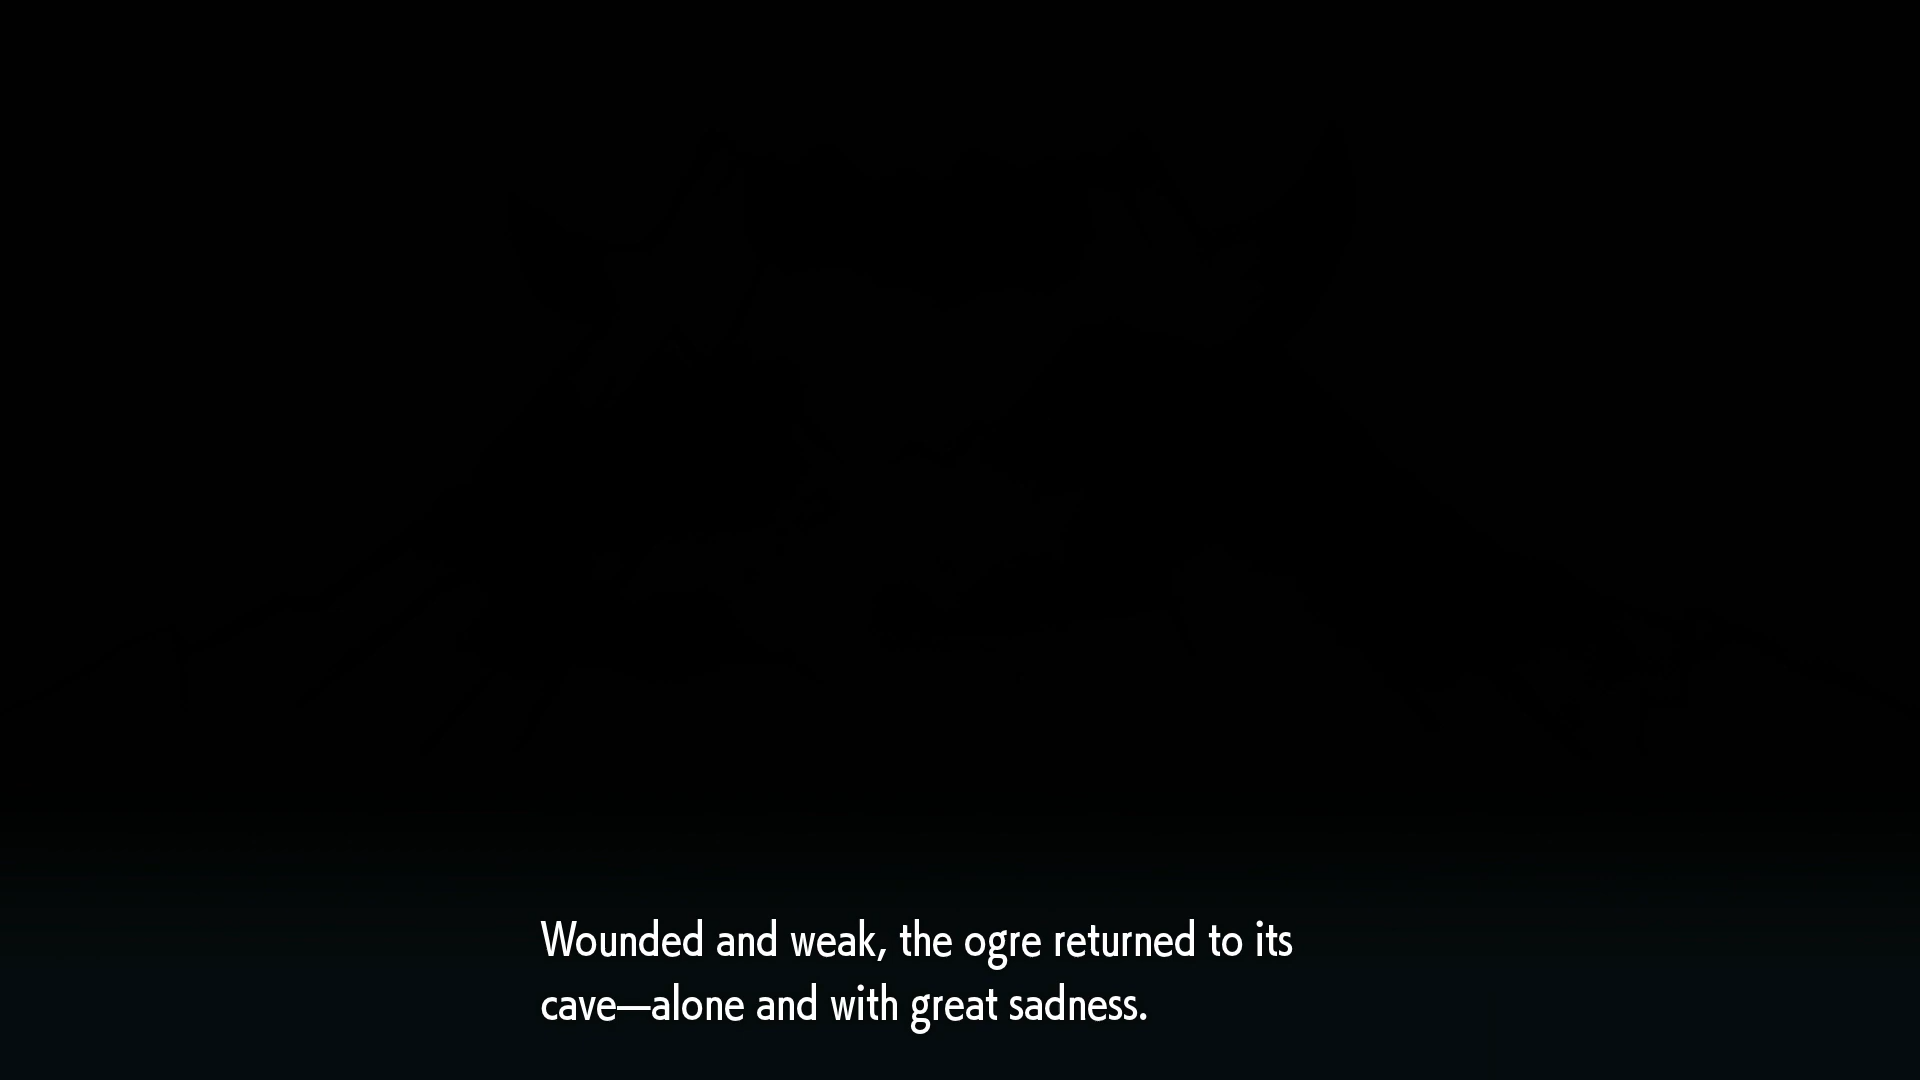 Wounded and weak, the ogre returned to its
cave—alone and with great sadness.